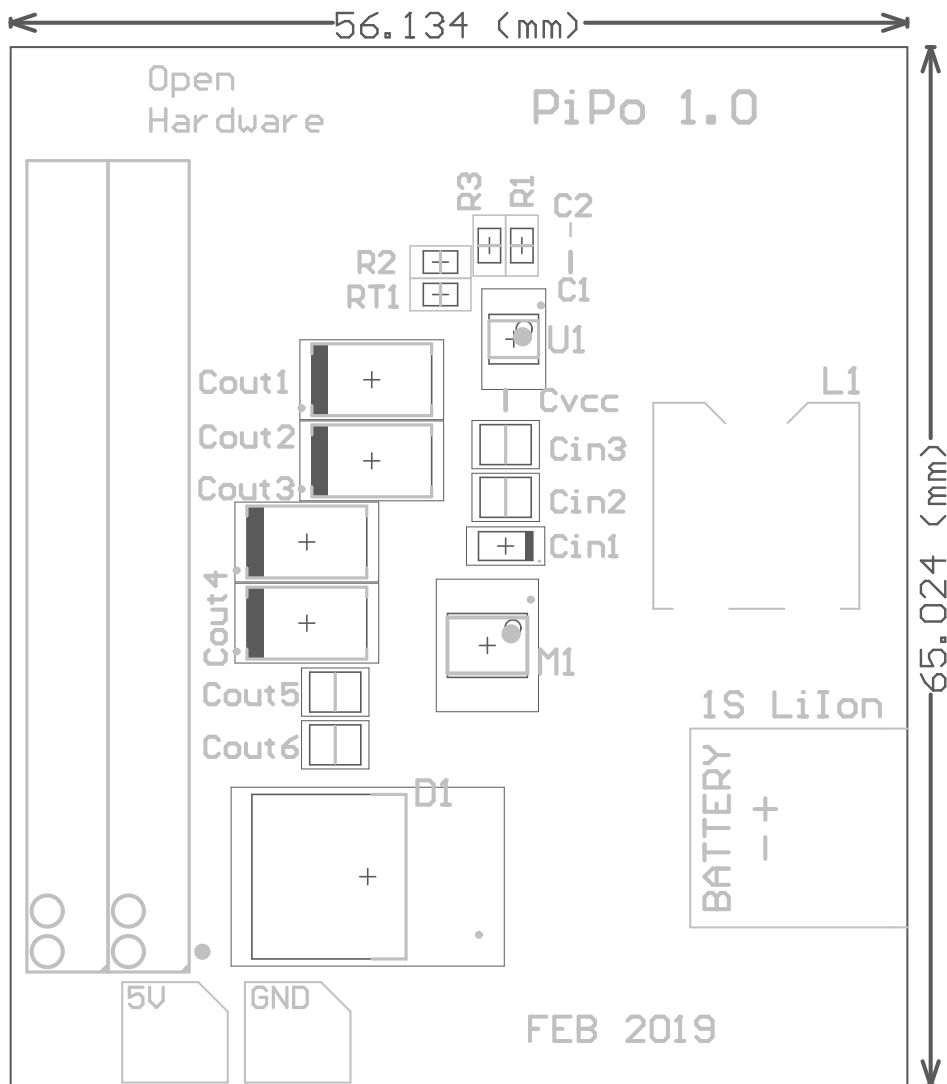 56.134 (mm)
Open
Hardware
PiPo 1.0
R3
R1
C2
R2
RT1
C1
U1
Cout1
L1
Cvcc
Cout2
Cin3
Cout3
Cin2
Cin1
65.024 (mm)
Cout4
M1
Cout5
1S LiIon
Cout6
D1
BATTERY
+
-
5V
GND
FEB 2019